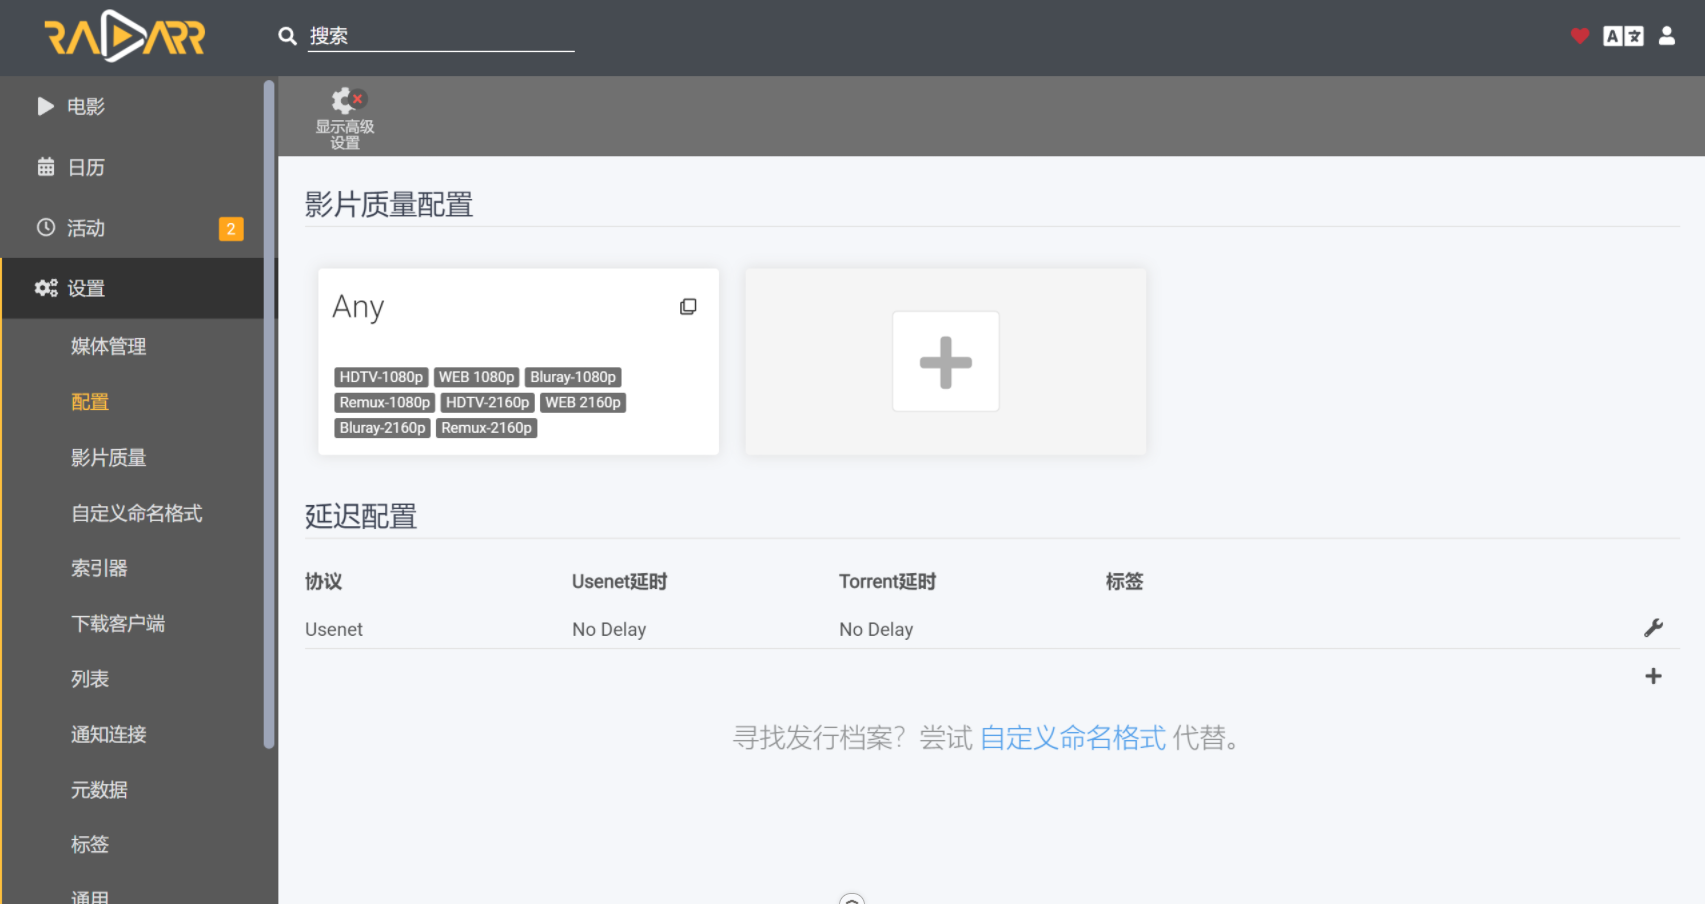 RADARR
搜索
电影
日历
活动
2
设置
媒体管理
配置
影片质量
自定义命名格式
索引器
下载客户端
列表
通知连接
元数据
标签
通用
显示高级
设置
影片质量配置
Any
HDTV-1080p WEB 1080p Bluray-1080p
Remux-1080p HDTV-2160p WEB 2160p
Bluray-2160p Remux-2160p
延迟配置
协议 Usenet延时 Torrent延时 标签
Usenet No Delay No Delay
寻找发行档案？尝试 自定义命名格式 代替。